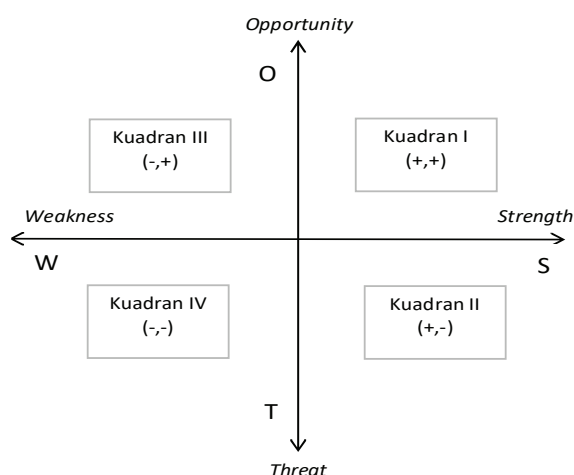 Opportunity
O
Kuadran III
(-,+)
Kuadran I
(+,+)
Weakness
Strength
W
S
Kuadran IV
(-,-)
Kuadran II
(+,-)
T
Threat